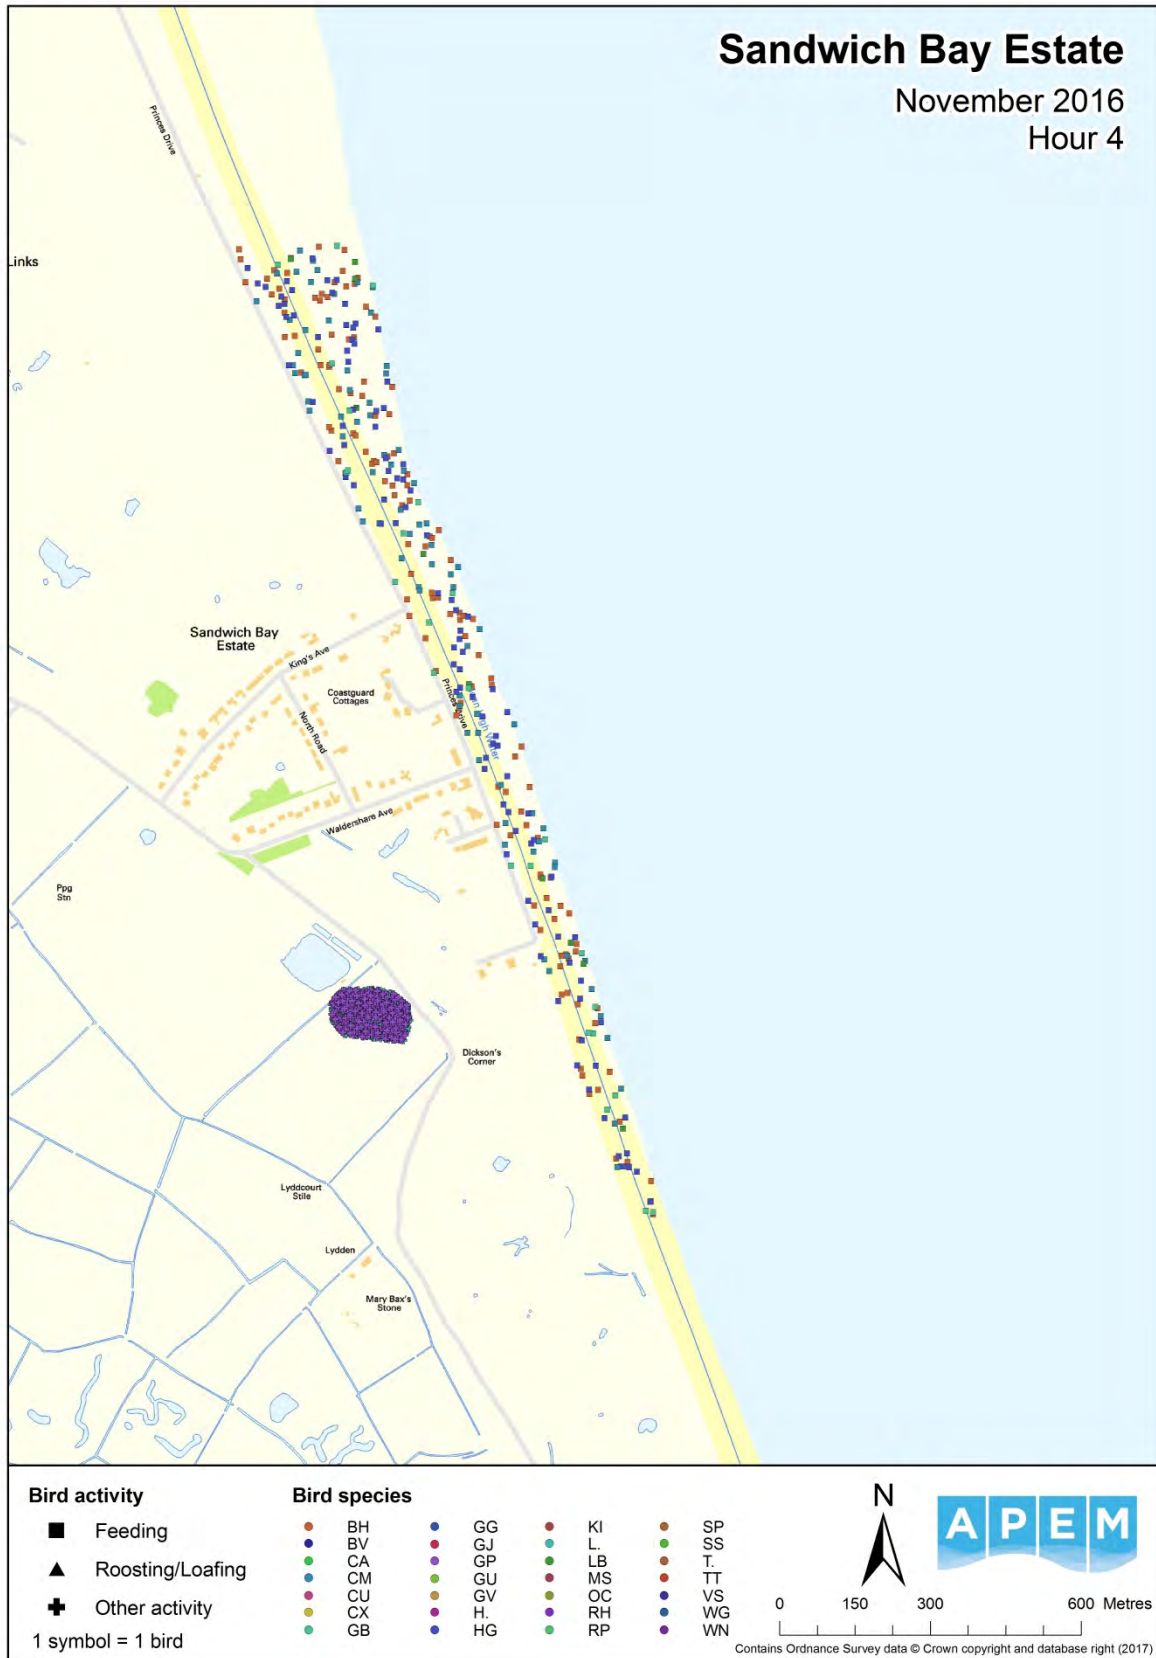 Sandwich Bay Estate
November 2016
Hour 4
Princes Drive
Links
Sandwich Bay
Estate
King's Ave
Coastguard
Cottages
North Road
Princes Drive
High Water
Waldershare Ave
Ppg
Stn
Dickson's
Corner
Lyddcourt
Stile
Lydden
Mary Bax's
Stone
Bird activity
Feeding
Roosting/Loafing
Other activity
1 symbol = 1 bird
Bird species
BH
BV
CA
CM
CU
CX
GB
GG
GJ
GP
GU
GV
H.
HG
KI
L.
LB
MS
OC
RH
RP
SP
SS
T.
TT
VS
WG
WN
N
APEM
0 150 300 600 Metres
Contains Ordnance Survey data © Crown copyright and database right (2017)